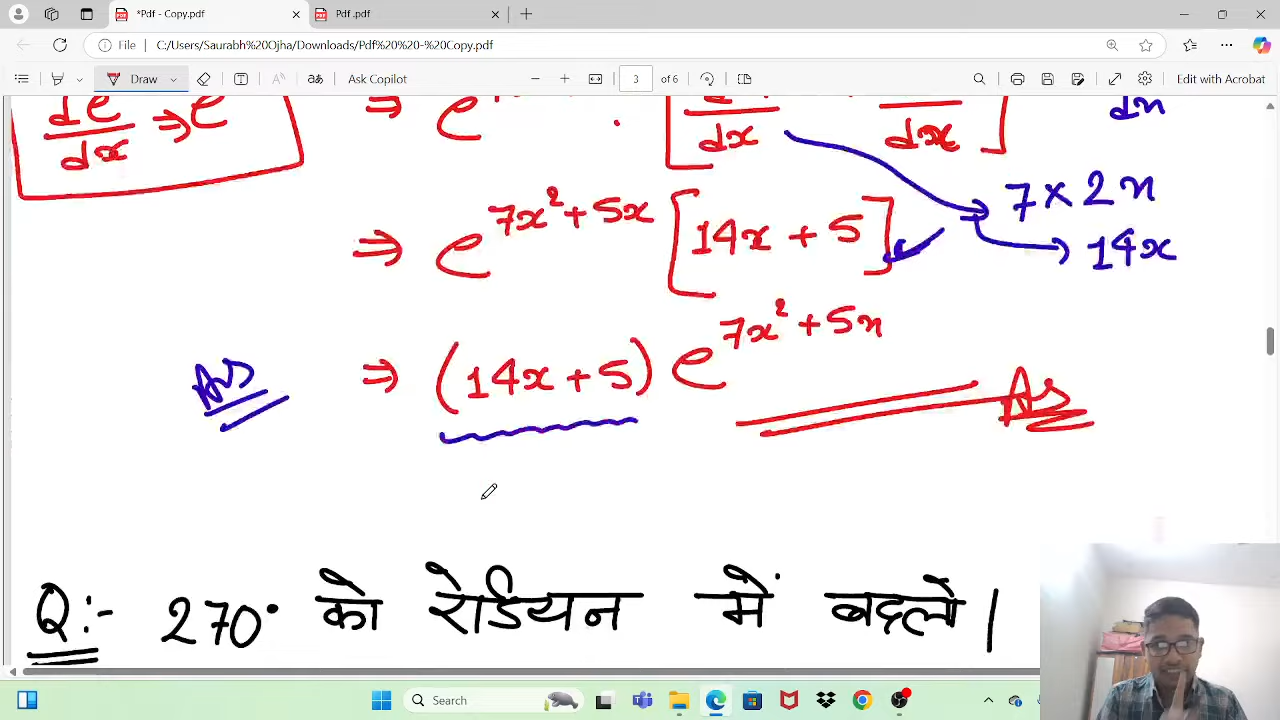 *Pdf - Copy.pdf
Pdf .pdf
File C:/Users/Saurabh%20Ojha/Downloads/Pdf%20%20-%20Copy.pdf
Draw Ask Copilot 3 of 6 Edit with Acrobat
de/dx ⇒ e
⇒ e
dx dx dx
7 × 2x
⇒ e^{7x²+5x} [14x + 5]
14x
Ans ⇒ (14x + 5) e^{7x²+5x} Ans
Q:- 270° को रेडियन में बदले।
Search